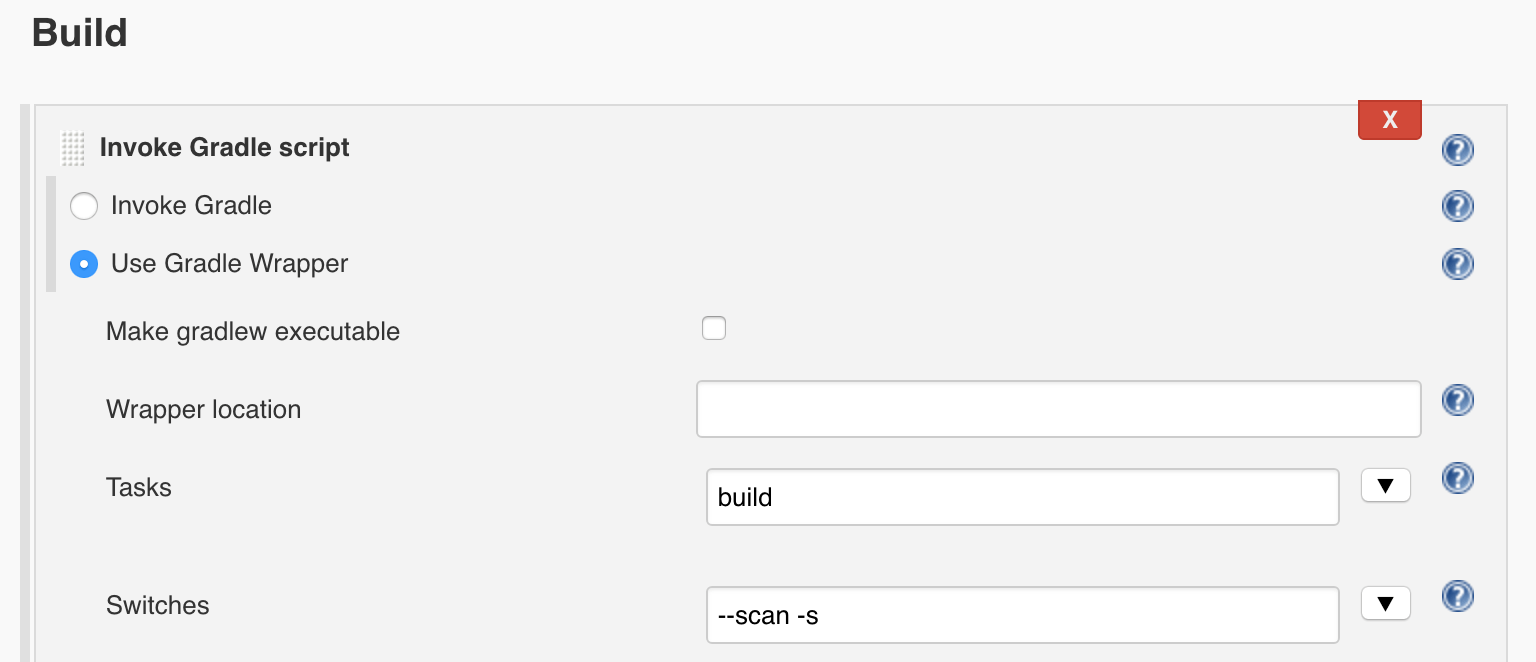 Build
X
Invoke Gradle script
?
Invoke Gradle
?
Use Gradle Wrapper
?
Make gradlew executable
Wrapper location
?
Tasks
build
?
Switches
--scan -s
?